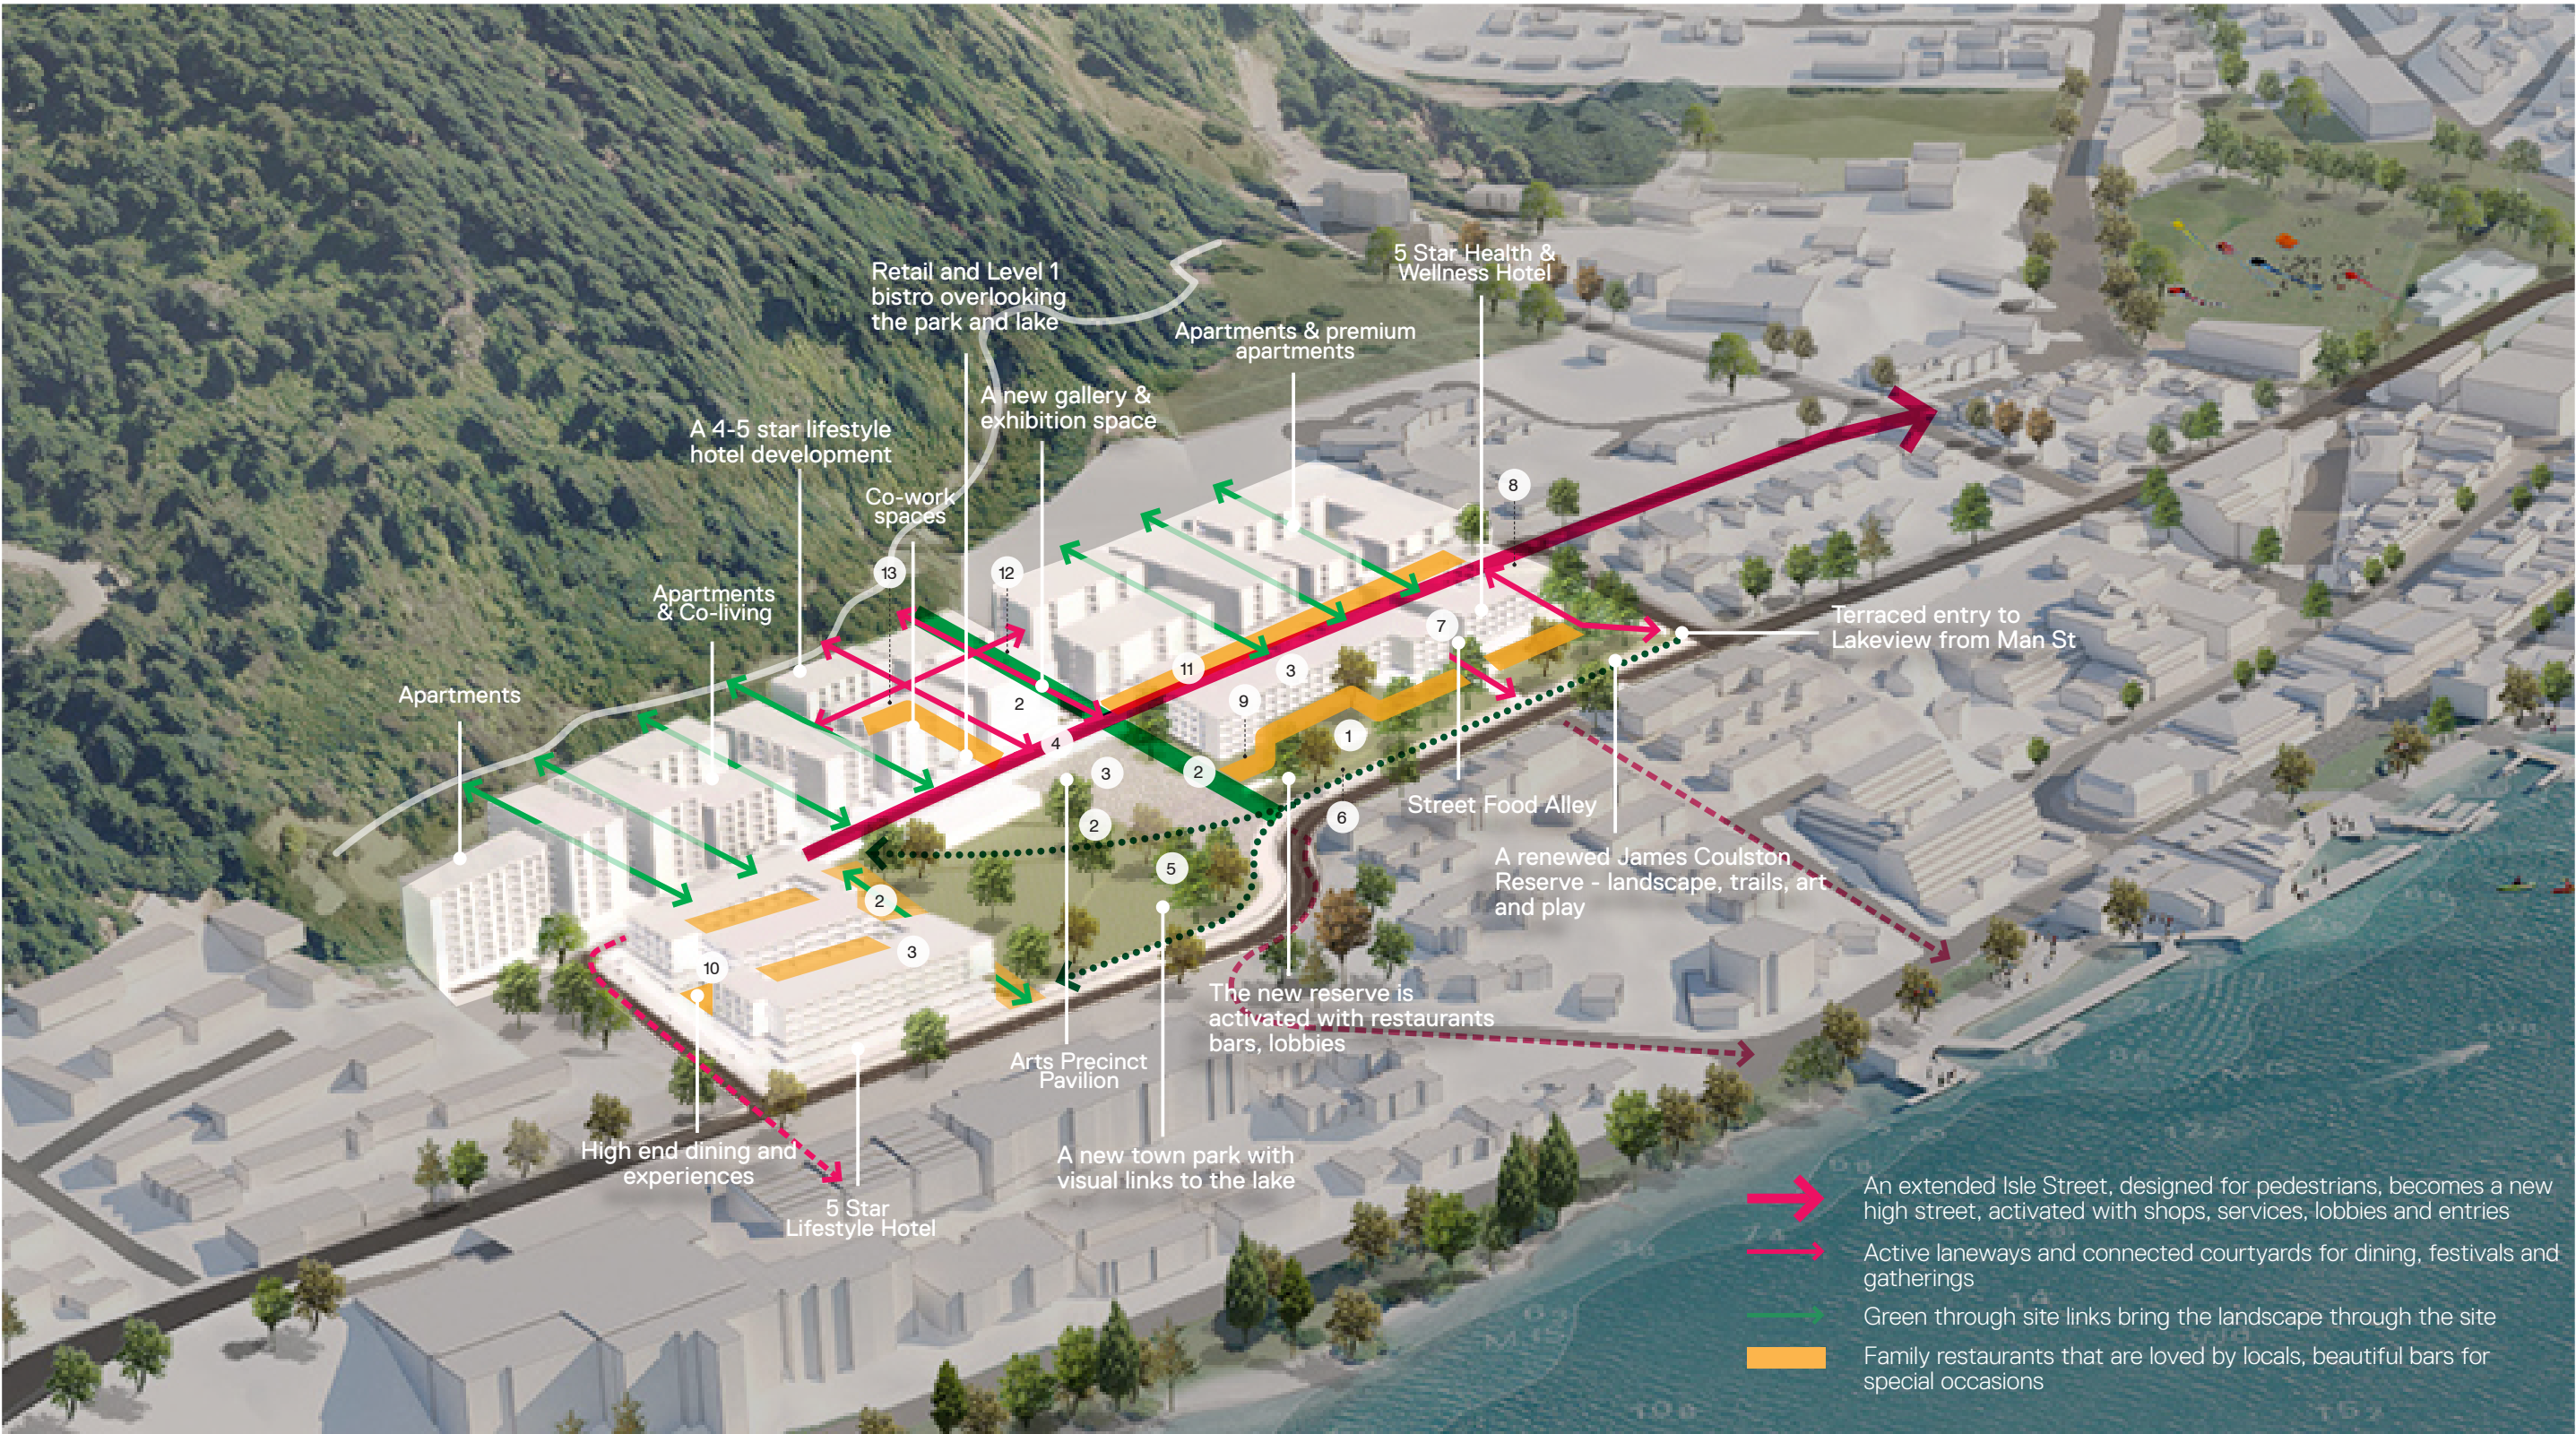 5 Star Health &
Wellness Hotel
Retail and Level 1
bistro overlooking
the park and lake
Apartments & premium
apartments
A new gallery &
exhibition space
A 4-5 star lifestyle
hotel development
Co-work
spaces
8
13
12
Apartments
& Co-living
Terraced entry to
Lakeview from Man St
7
Apartments
11
3
2
9
1
4
3
2
Street Food Alley
6
2
A renewed James Coulston
Reserve - landscape, trails, art
and play
5
2
3
10
The new reserve is
activated with restaurants
bars, lobbies
Arts Precinct
Pavilion
High end dining and
experiences
A new town park with
visual links to the lake
5 Star
Lifestyle Hotel
An extended Isle Street, designed for pedestrians, becomes a new
high street, activated with shops, services, lobbies and entries
Active laneways and connected courtyards for dining, festivals and
gatherings
Green through site links bring the landscape through the site
Family restaurants that are loved by locals, beautiful bars for
special occasions